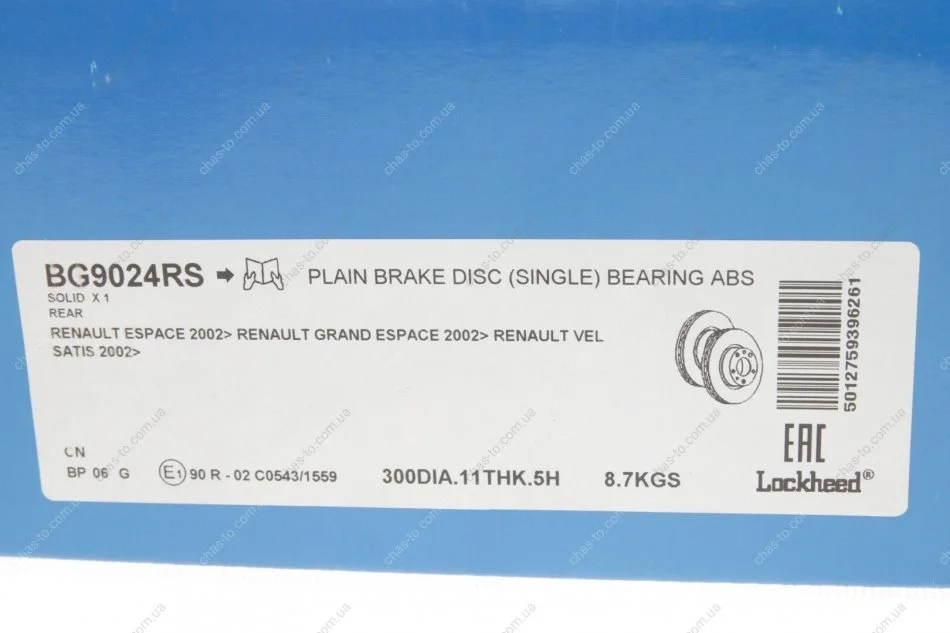 BG9024RS
PLAIN BRAKE DISC (SINGLE) BEARING ABS
SOLID X 1
REAR
RENAULT ESPACE 2002> RENAULT GRAND ESPACE 2002> RENAULT VEL
SATIS 2002>
5012759396261
CN
BP 06 G
E1 90 R - 02 C0543/1559
300DIA.11THK.5H
8.7KGS
EAC
Lockheed®
chas-to.com.ua